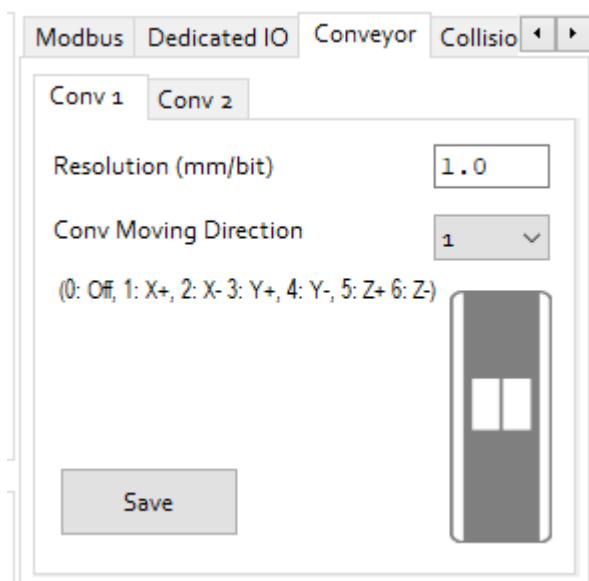 Modbus Dedicated IO Conveyor Collisio
Conv 1 Conv 2
Resolution (mm/bit) 1.0
Conv Moving Direction 1
(0: Off, 1: X+, 2: X- 3: Y+, 4: Y-, 5: Z+ 6: Z-)
Save